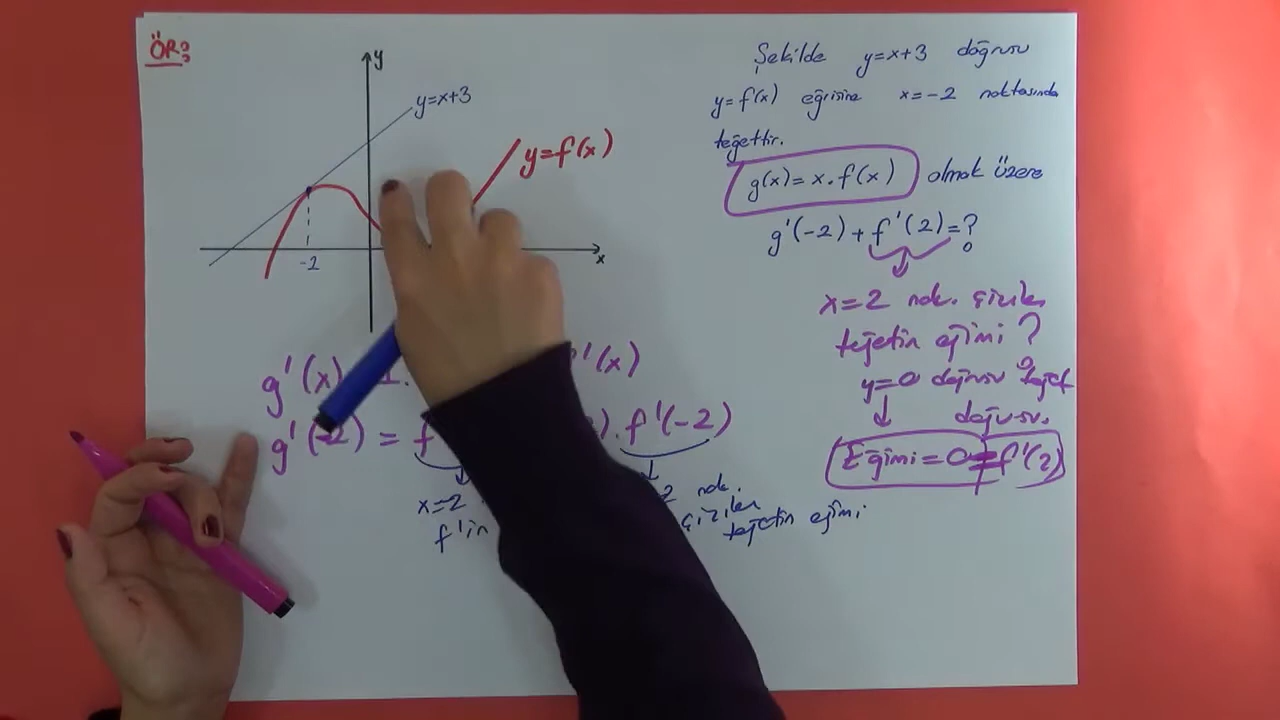 ÖR:
y
y=x+3
y=f(x)
-2
x
Şekilde y=x+3 doğrusu
y=f(x) eğrisine x=-2 noktasında
teğettir.
g(x)=x.f(x) olmak üzere
g'(-2)+f'(2)=?
x=2 nok. çizilen
teğetin eğimi?
y=0 doğrusu teğet
doğrusu.
Eğimi=0=f'(2)
g'(x) 1. f'(x)
g'(-2) = f ). f'(-2)
x=2
f'in
2 nok.
çizilen
teğetin eğimi